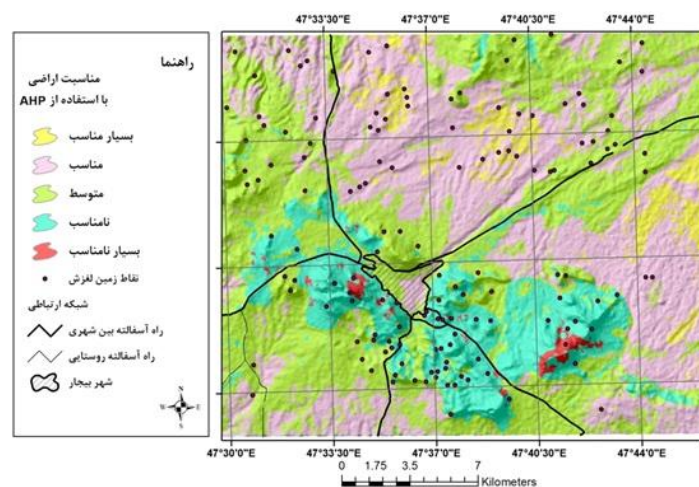 47°33'30"E 47°37'0"E 47°40'30"E 47°44'0"E
راهنما
مناسبت اراضی
با استفاده از AHP
بسیار مناسب
مناسب
متوسط
نامناسب
بسیار نامناسب
نقاط زمین لغزش
شبکه ارتباطی
راه آسفالته بین شهری
راه آسفالته روستایی
شهر بیجار
N
W E
S
47°30'0"E 47°33'30"E 47°37'0"E 47°40'30"E 47°44'0"E
0 1.75 3.5 7
Kilometers